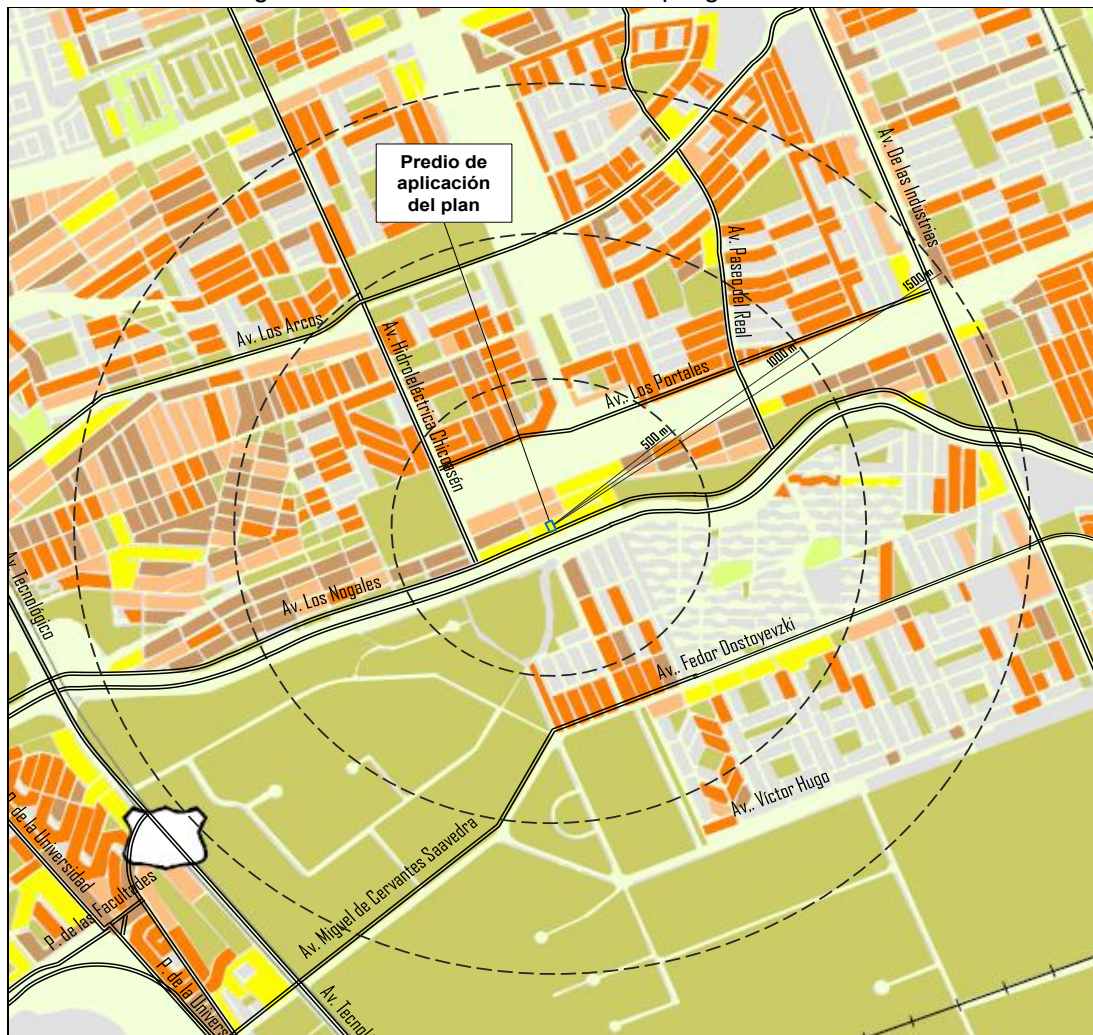 Predio de
aplicación
del plan
Av. De las Industrias
Av. Paseo del Real
1500 m
Av. Los Arcos
Av. Hidroleléctrica Chicoasén
1000 m
Av,. Los Portales
500 m
Av. Los Nogales
Av. Tecnológico
Av,. Fedor Dostoyevzki
Av,. Víctor Hugo
P. de la Universidad
Av. Miguel de Cervantes Saavedra
P. de las Facultades
P. de la Univers
Av. Tecnol